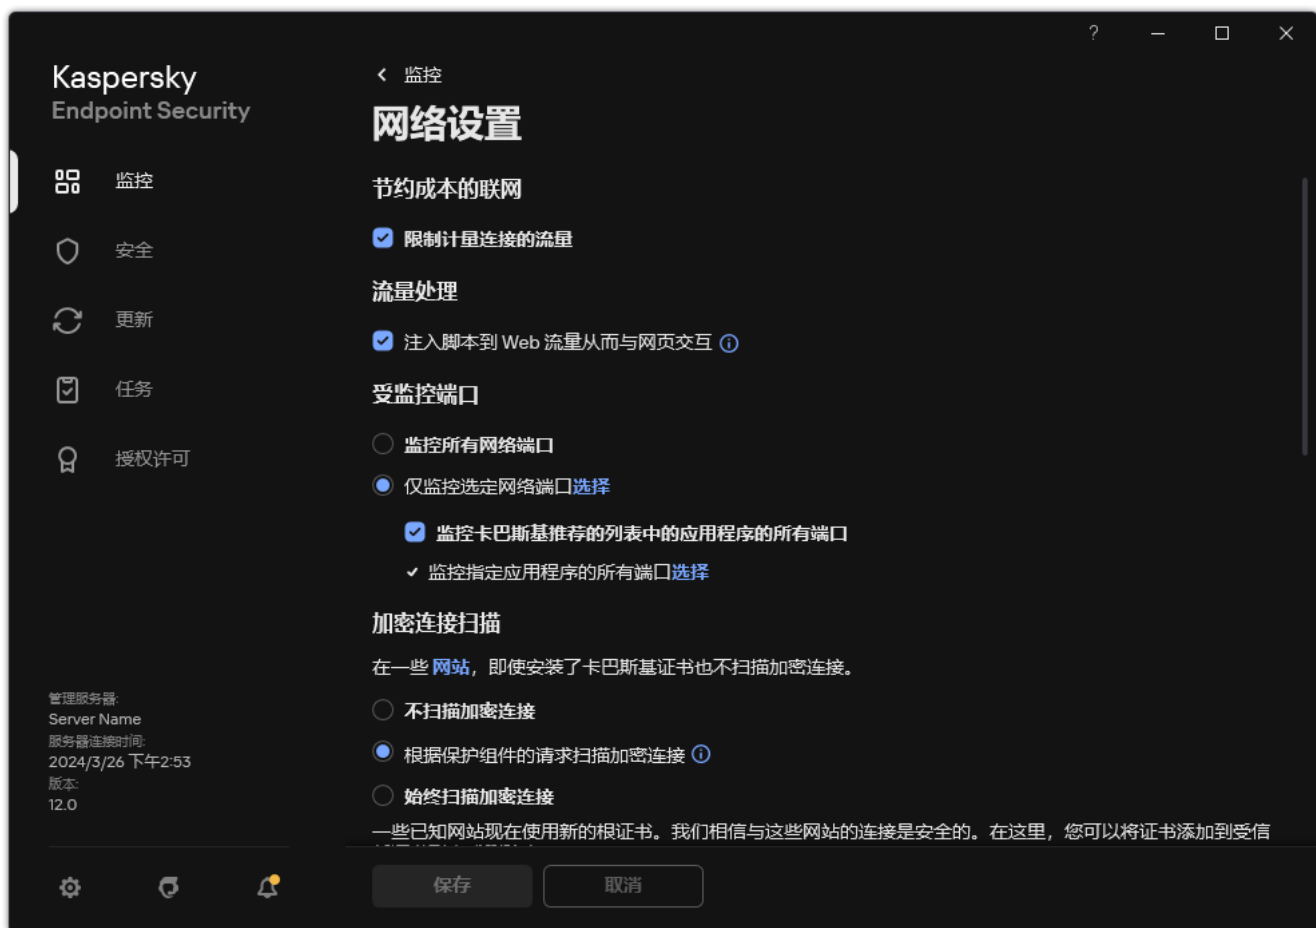 ?
Kaspersky
Endpoint Security
监控
安全
更新
任务
授权许可
管理服务器:
Server Name
服务器连接时间:
2024/3/26 下午2:53
版本:
12.0
监控
网络设置
节约成本的联网
限制计量连接的流量
流量处理
注入脚本到 Web 流量从而与网页交互
受监控端口
监控所有网络端口
仅监控选定网络端口选择
监控卡巴斯基推荐的列表中的应用程序的所有端口
监控指定应用程序的所有端口选择
加密连接扫描
在一些 网站，即使安装了卡巴斯基证书也不扫描加密连接。
不扫描加密连接
根据保护组件的请求扫描加密连接
始终扫描加密连接
一些已知网站现在使用新的根证书。我们相信与这些网站的连接是安全的。在这里，您可以将证书添加到受信
保存
取消